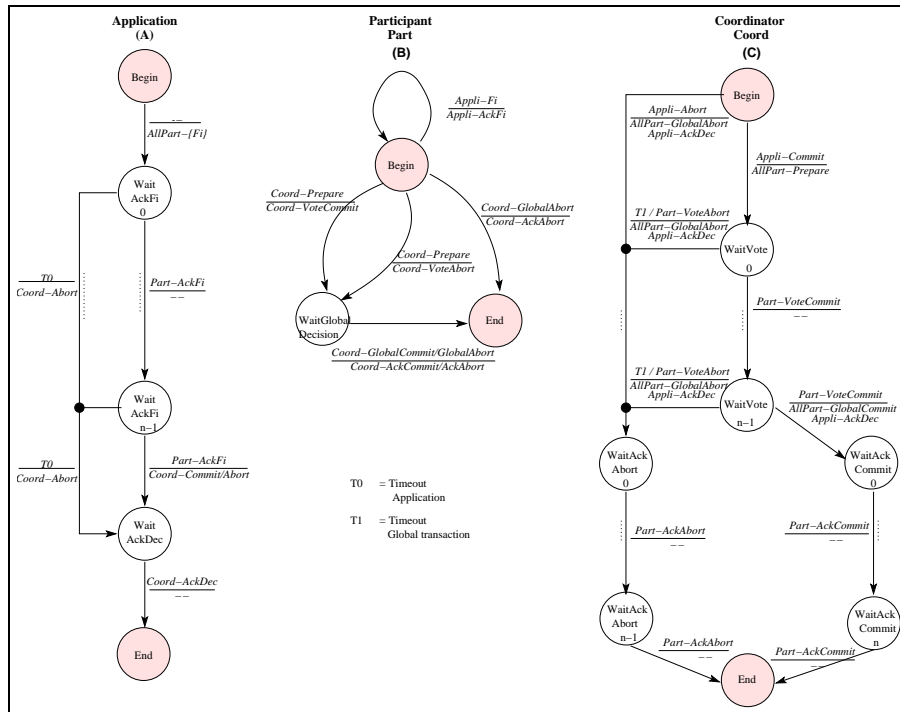 Application
(A)
Begin
--
AllPart-{Fi}
Wait
AckFi
0
T0
Coord-Abort
Part-AckFi
--
Wait
AckFi
n-1
T0
Coord-Abort
Part-AckFi
Coord-Commit/Abort
Wait
AckDec
Coord-AckDec
--
End
Participant
Part
(B)
Appli-Fi
Appli-AckFi
Begin
Coord-Prepare
Coord-VoteCommit
Coord-GlobalAbort
Coord-AckAbort
Coord-Prepare
Coord-VoteAbort
WaitGlobal
Decision
End
Coord-GlobalCommit/GlobalAbort
Coord-AckCommit/AckAbort
T0 = Timeout
Application
T1 = Timeout
Global transaction
Coordinator
Coord
(C)
Begin
Appli-Abort
AllPart-GlobalAbort
Appli-AckDec
Appli-Commit
AllPart-Prepare
T1 / Part-VoteAbort
AllPart-GlobalAbort
Appli-AckDec
WaitVote
0
Part-VoteCommit
--
T1 / Part-VoteAbort
AllPart-GlobalAbort
Appli-AckDec
WaitVote
n-1
Part-VoteCommit
AllPart-GlobalCommit
Appli-AckDec
WaitAck
Abort
0
WaitAck
Commit
0
Part-AckAbort
--
Part-AckCommit
--
WaitAck
Abort
n-1
WaitAck
Commit
n
Part-AckAbort
--
Part-AckCommit
--
End